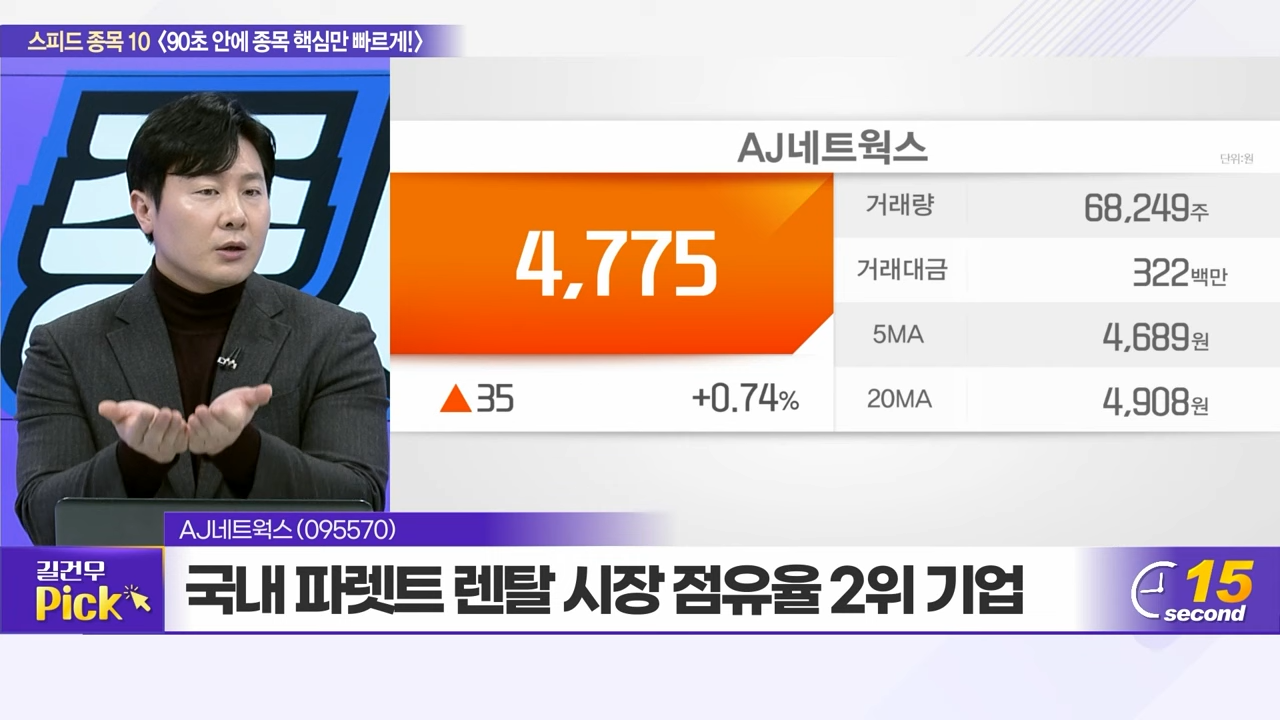 스피드 종목 10 〈90초 안에 종목 핵심만 빠르게!〉
AJ네트웍스
단위:원
4,775
▲35 +0.74%
거래량 68,249주
거래대금 322백만
5MA 4,689원
20MA 4,908원
AJ네트웍스 (095570)
길건무
Pick
국내 파렛트 렌탈 시장 점유율 2위 기업
15
second